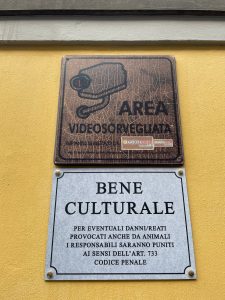 AREA
VIDEOSORVEGLIATA
BENE
CULTURALE
PER EVENTUALI DANNI/REATI
PROVOCATI ANCHE DA ANIMALI
I RESPONSABILI SARANNO PUNITI
AI SENSI DELL'ART. 733
CODICE PENALE